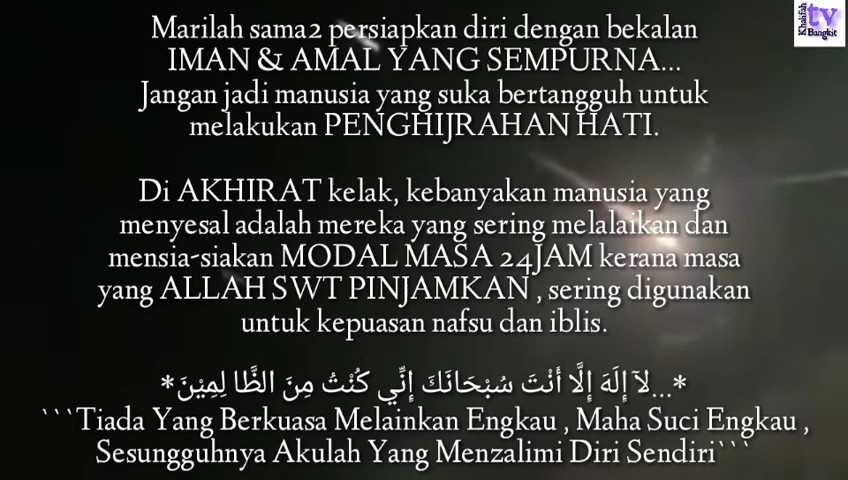 Khalifah
tv
Bangkit
Marilah sama2 persiapkan diri dengan bekalan
IMAN & AMAL YANG SEMPURNA...
Jangan jadi manusia yang suka bertangguh untuk
melakukan PENGHIJRAHAN HATI.
Di AKHIRAT kelak, kebanyakan manusia yang
menyesal adalah mereka yang sering melalaikan dan
mensia-siakan MODAL MASA 24JAM kerana masa
yang ALLAH SWT PINJAMKAN , sering digunakan
untuk kepuasan nafsu dan iblis.
*لآ إِلَهَ إِلَّا أَنْتَ سُبْحَانَكَ إِنِّي كُنْتُ مِنَ الظَّا لِمِيْنَ...*
```Tiada Yang Berkuasa Melainkan Engkau , Maha Suci Engkau ,
Sesungguhnya Akulah Yang Menzalimi Diri Sendiri```